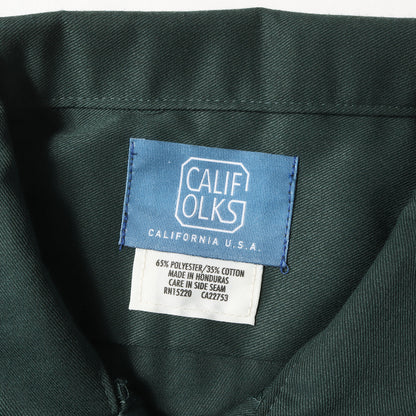 CALIF
OLKS
CALIFORNIA U.S.A.
65% POLYESTER/35% COTTON
MADE IN HONDURAS
CARE IN SIDE SEAM
RN15220 CA22753